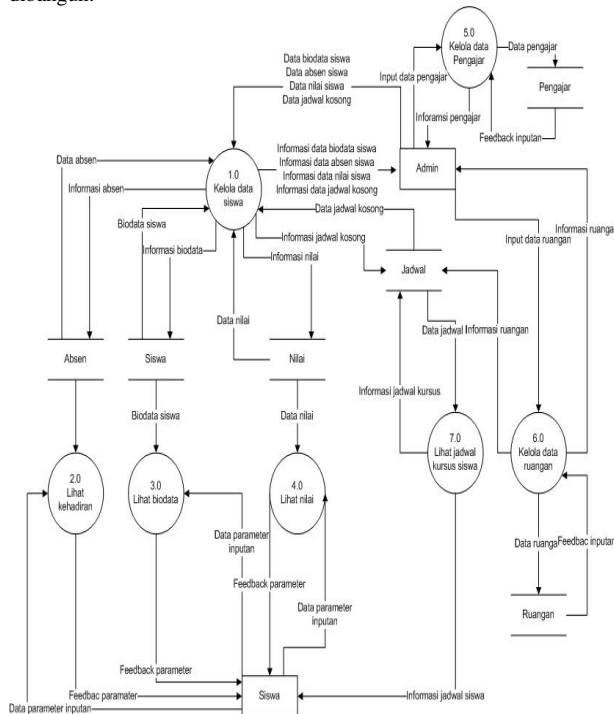 dibangun.
5.0
Kelola data
Pengajar
Data pengajar
Pengajar
Feedback inputan
Input data pengajar
Inforamsi pengajar
Data biodata siswa
Data absen siswa
Data nilai siswa
Data jadwal kosong
Informasi data biodata siswa
Informasi data absen siswa
Informasi data nilai siswa
Informasi data jadwal kosong
Admin
Data absen
Informasi absen
1.0
Kelola data
siswa
Biodata siswa
Informasi biodata
Data jadwal kosong
Informasi jadwal kosong
Informasi nilai
Input data ruangan
Informasi ruanga
Jadwal
Data nilai
Data jadwal
Informasi ruangan
Absen
Siswa
Nilai
Informasi jadwal kursus
Biodata siswa
Data nilai
2.0
Lihat
kehadiran
3.0
Lihat biodata
4.0
Lihat nilai
7.0
Lihat jadwal
kursus siswa
6.0
Kelola data
ruangan
Data parameter
inputan
Feedback parameter
Data parameter
inputan
Data ruanga
Feedbac inputan
Ruangan
Feedback parameter
Feedbac paramater
Data parameter inputan
Siswa
Informasi jadwal siswa